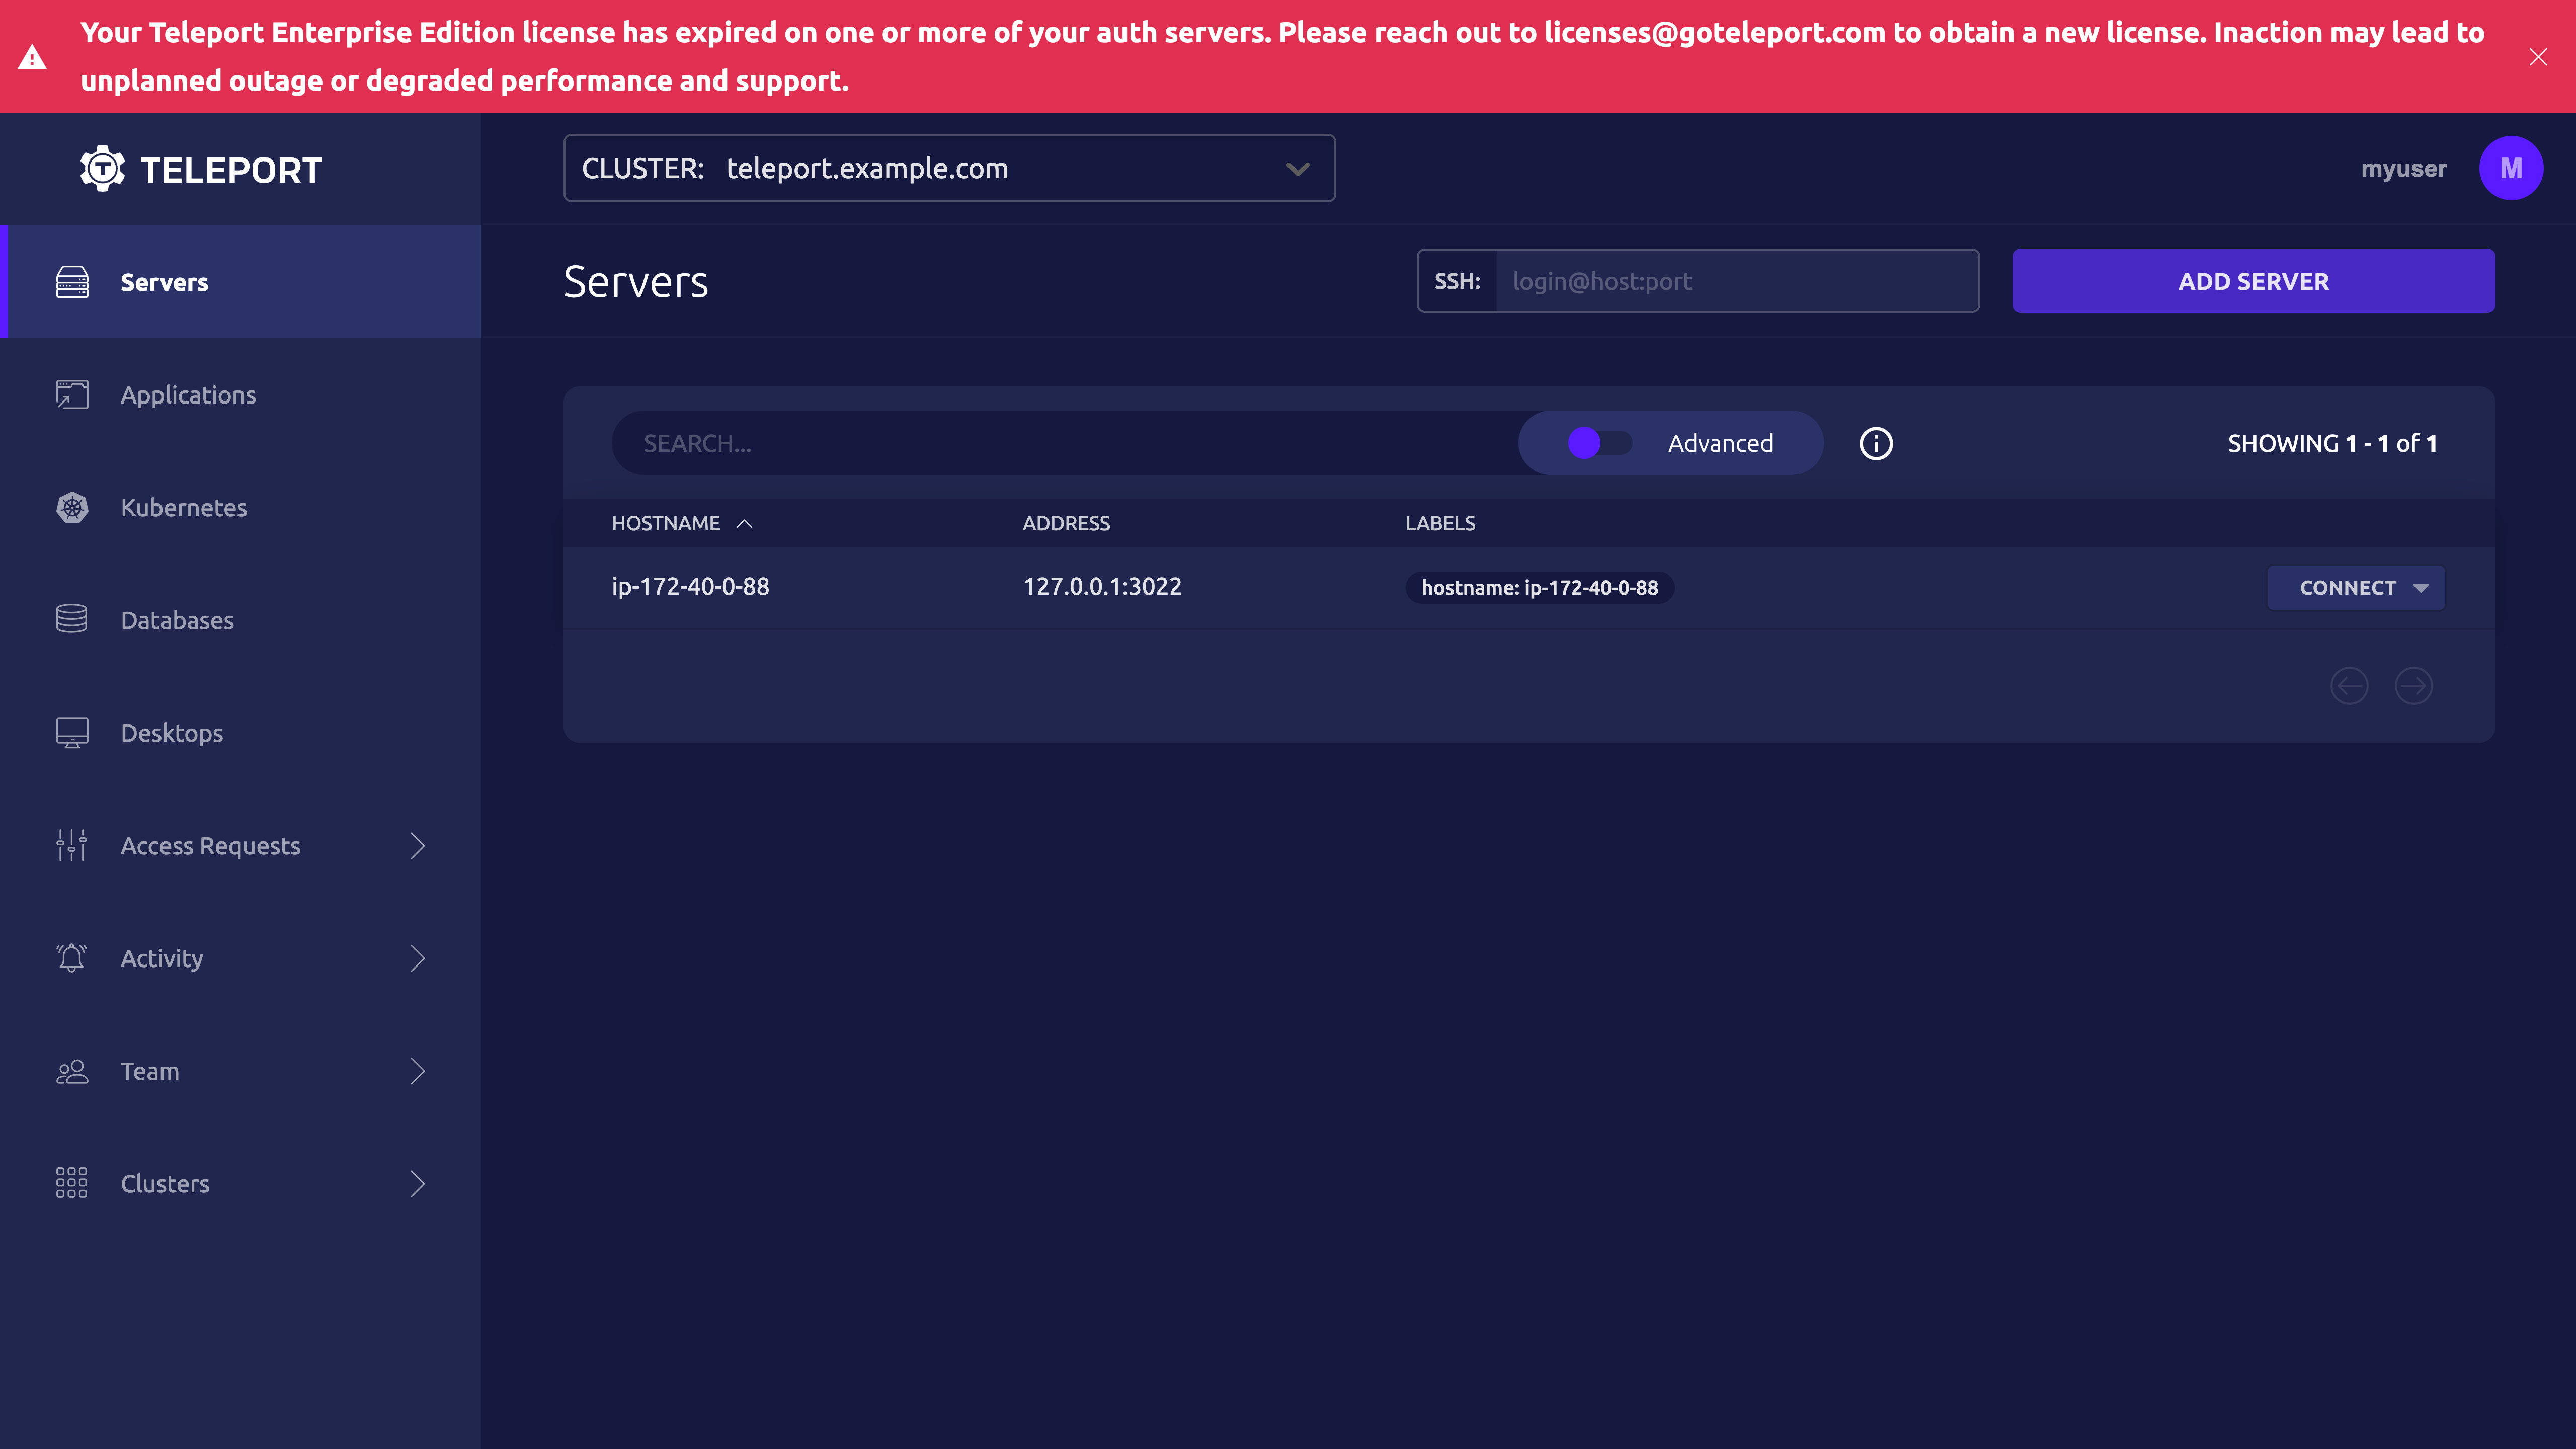 Your Teleport Enterprise Edition license has expired on one or more of your auth servers. Please reach out to licenses@goteleport.com to obtain a new license. Inaction may lead to
unplanned outage or degraded performance and support.
TELEPORT
CLUSTER: teleport.example.com
myuser
M
Servers
Applications
Kubernetes
Databases
Desktops
Access Requests
Activity
Team
Clusters
Servers
SSH: login@host:port
ADD SERVER
SEARCH...
Advanced
SHOWING 1 - 1 of 1
HOSTNAME ADDRESS LABELS
ip-172-40-0-88 127.0.0.1:3022 hostname: ip-172-40-0-88 CONNECT